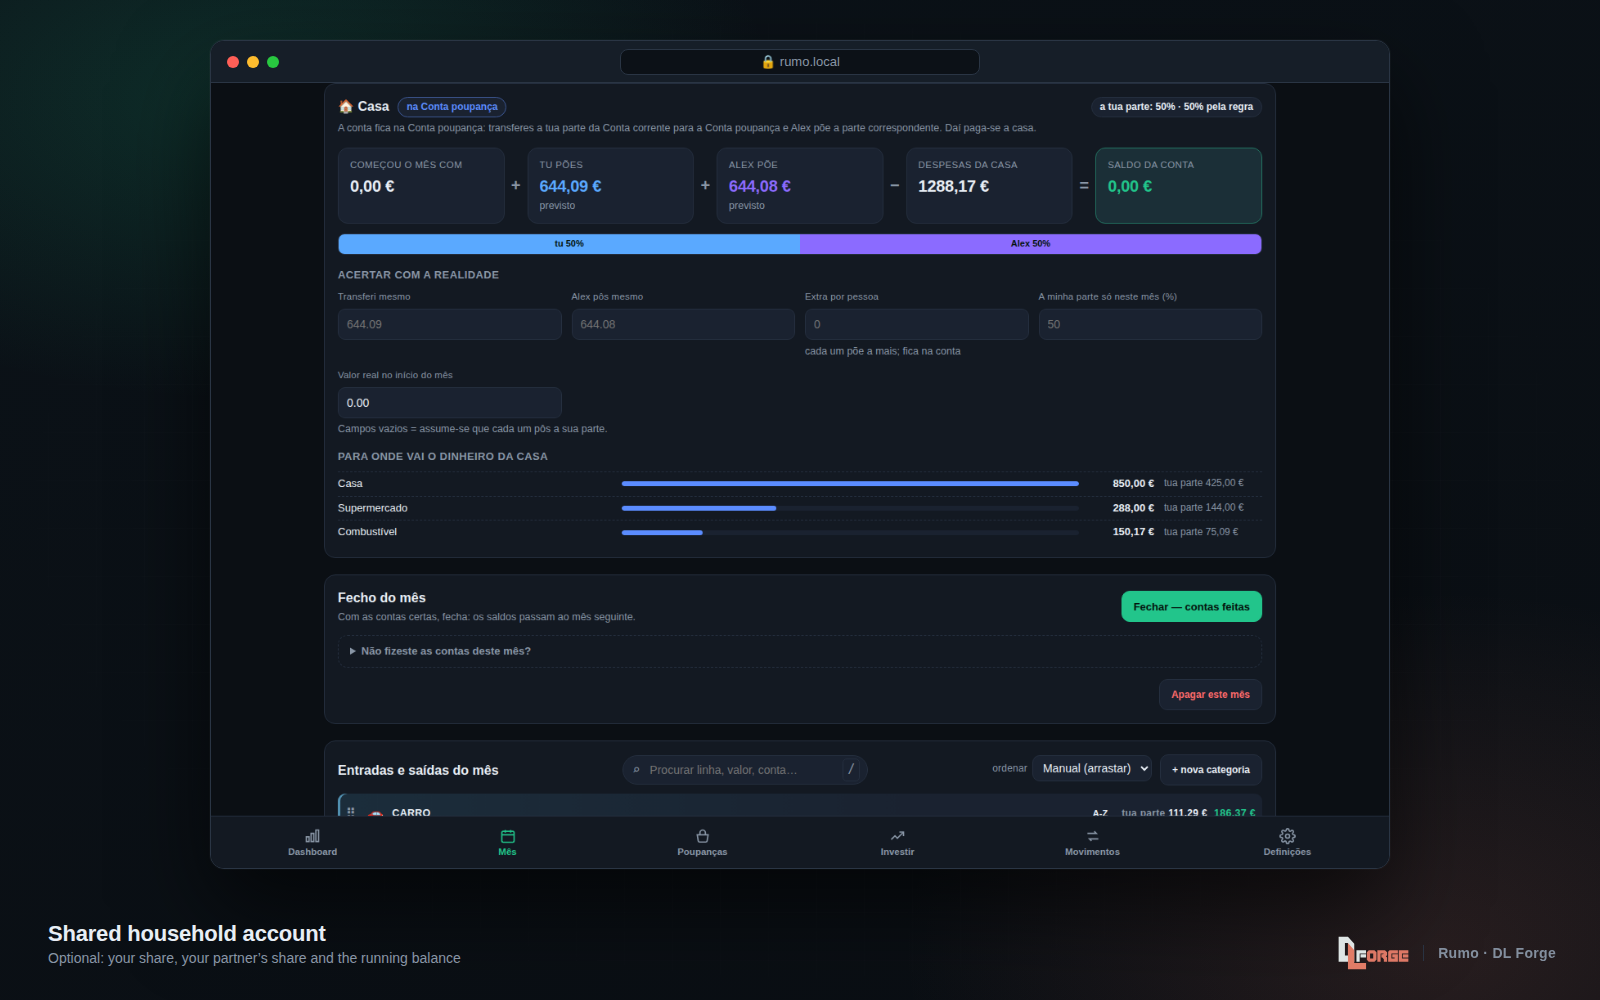 rumo.local
Casa
na Conta poupança
a tua parte: 50% · 50% pela regra
A conta fica na Conta poupança: transferes a tua parte da Conta corrente para a Conta poupança e Alex põe a parte correspondente. Daí paga-se a casa.
COMEÇOU O MÊS COM
0,00 €
+
TU PÕES
644,09 €
previsto
+
ALEX PÕE
644,08 €
previsto
−
DESPESAS DA CASA
1288,17 €
=
SALDO DA CONTA
0,00 €
tu 50%
Alex 50%
ACERTAR COM A REALIDADE
Transferi mesmo
644.09
Alex pôs mesmo
644.08
Extra por pessoa
0
cada um põe a mais; fica na conta
A minha parte só neste mês (%)
50
Valor real no início do mês
0.00
Campos vazios = assume-se que cada um pôs a sua parte.
PARA ONDE VAI O DINHEIRO DA CASA
Casa 850,00 € tua parte 425,00 €
Supermercado 288,00 € tua parte 144,00 €
Combustível 150,17 € tua parte 75,09 €
Fecho do mês
Com as contas certas, fecha: os saldos passam ao mês seguinte.
Fechar — contas feitas
Não fizeste as contas deste mês?
Apagar este mês
Entradas e saídas do mês
Procurar linha, valor, conta…
/
ordenar
Manual (arrastar)
+ nova categoria
CARRO A-Z tua parte 111,29 € 186,37 €
Dashboard
Mês
Poupanças
Investir
Movimentos
Definições
Shared household account
Optional: your share, your partner’s share and the running balance
DL FORGE
Rumo · DL Forge